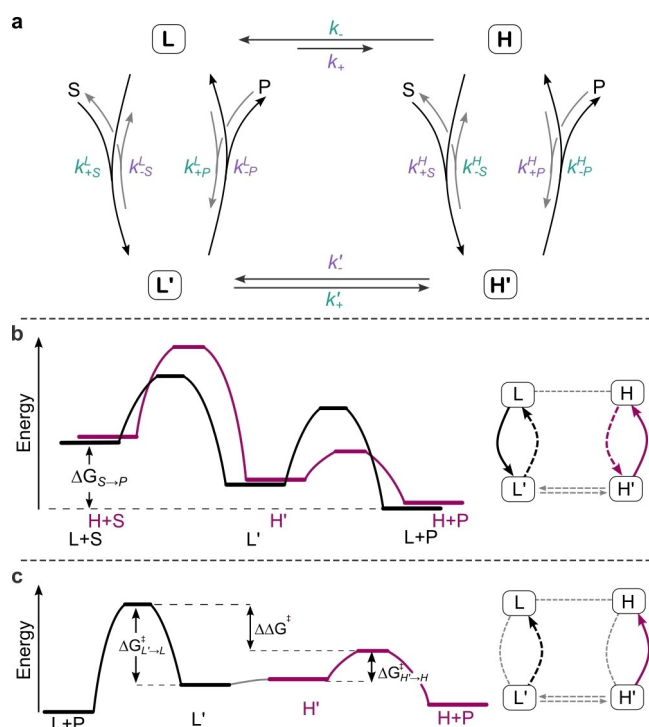 a
L k₋ H
k₊
S P S P
k^L_{+S} k^L_{-S} k^L_{+P} k^L_{-P} k^H_{+S} k^H_{-S} k^H_{+P} k^H_{-P}
L' k'₋ H'
k'₊
b
Energy
ΔG_{S→P}
H+S H' H+P
L+S L' L+P
L H
L' H'
c
Energy
ΔG^‡_{L'→L} ΔΔG^‡
ΔG^‡_{H'→H}
L+P L' H' H+P
L H
L' H'